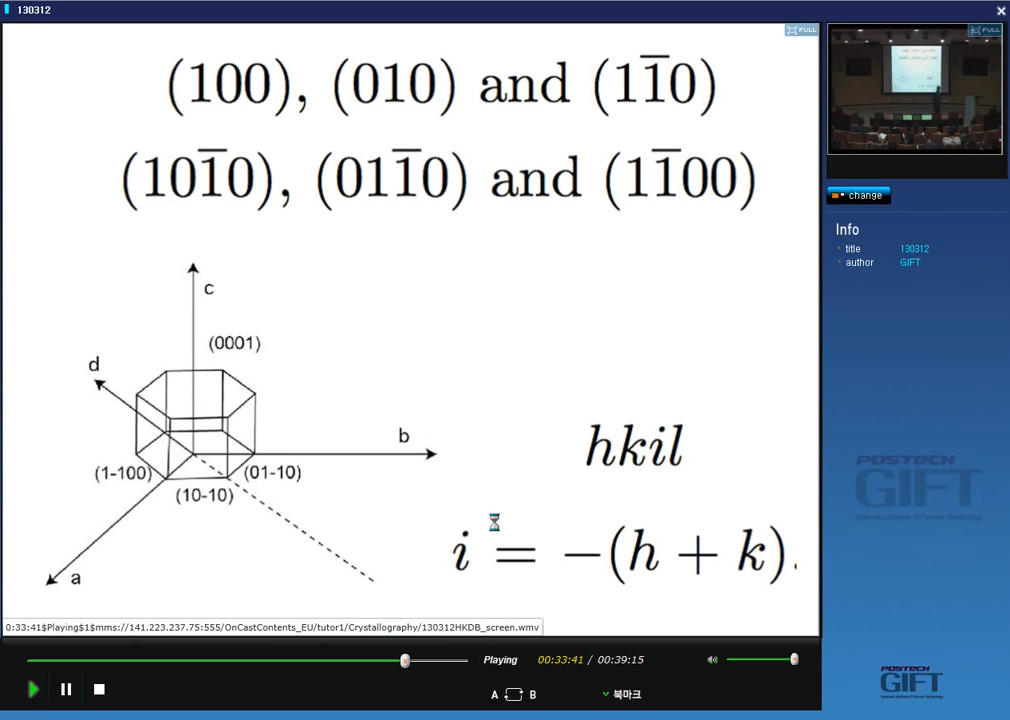 130312
FULL
(100), (010) and (11̅0)
(101̅0), (011̅0) and (11̅00)
c
(0001)
d
b
(1-100)
(01-10)
(10-10)
a
hkil
i = −(h + k).
0:33:41$Playing$1$mms://141.223.237.75:555/OnCastContents_EU/tutor1/Crystallography/130312HKDB_screen.wmv
Playing
00:33:41 / 00:39:15
A B
북마크
FULL
change
Info
title 130312
author GIFT
POSTECH
GIFT
POSTECH
GIFT